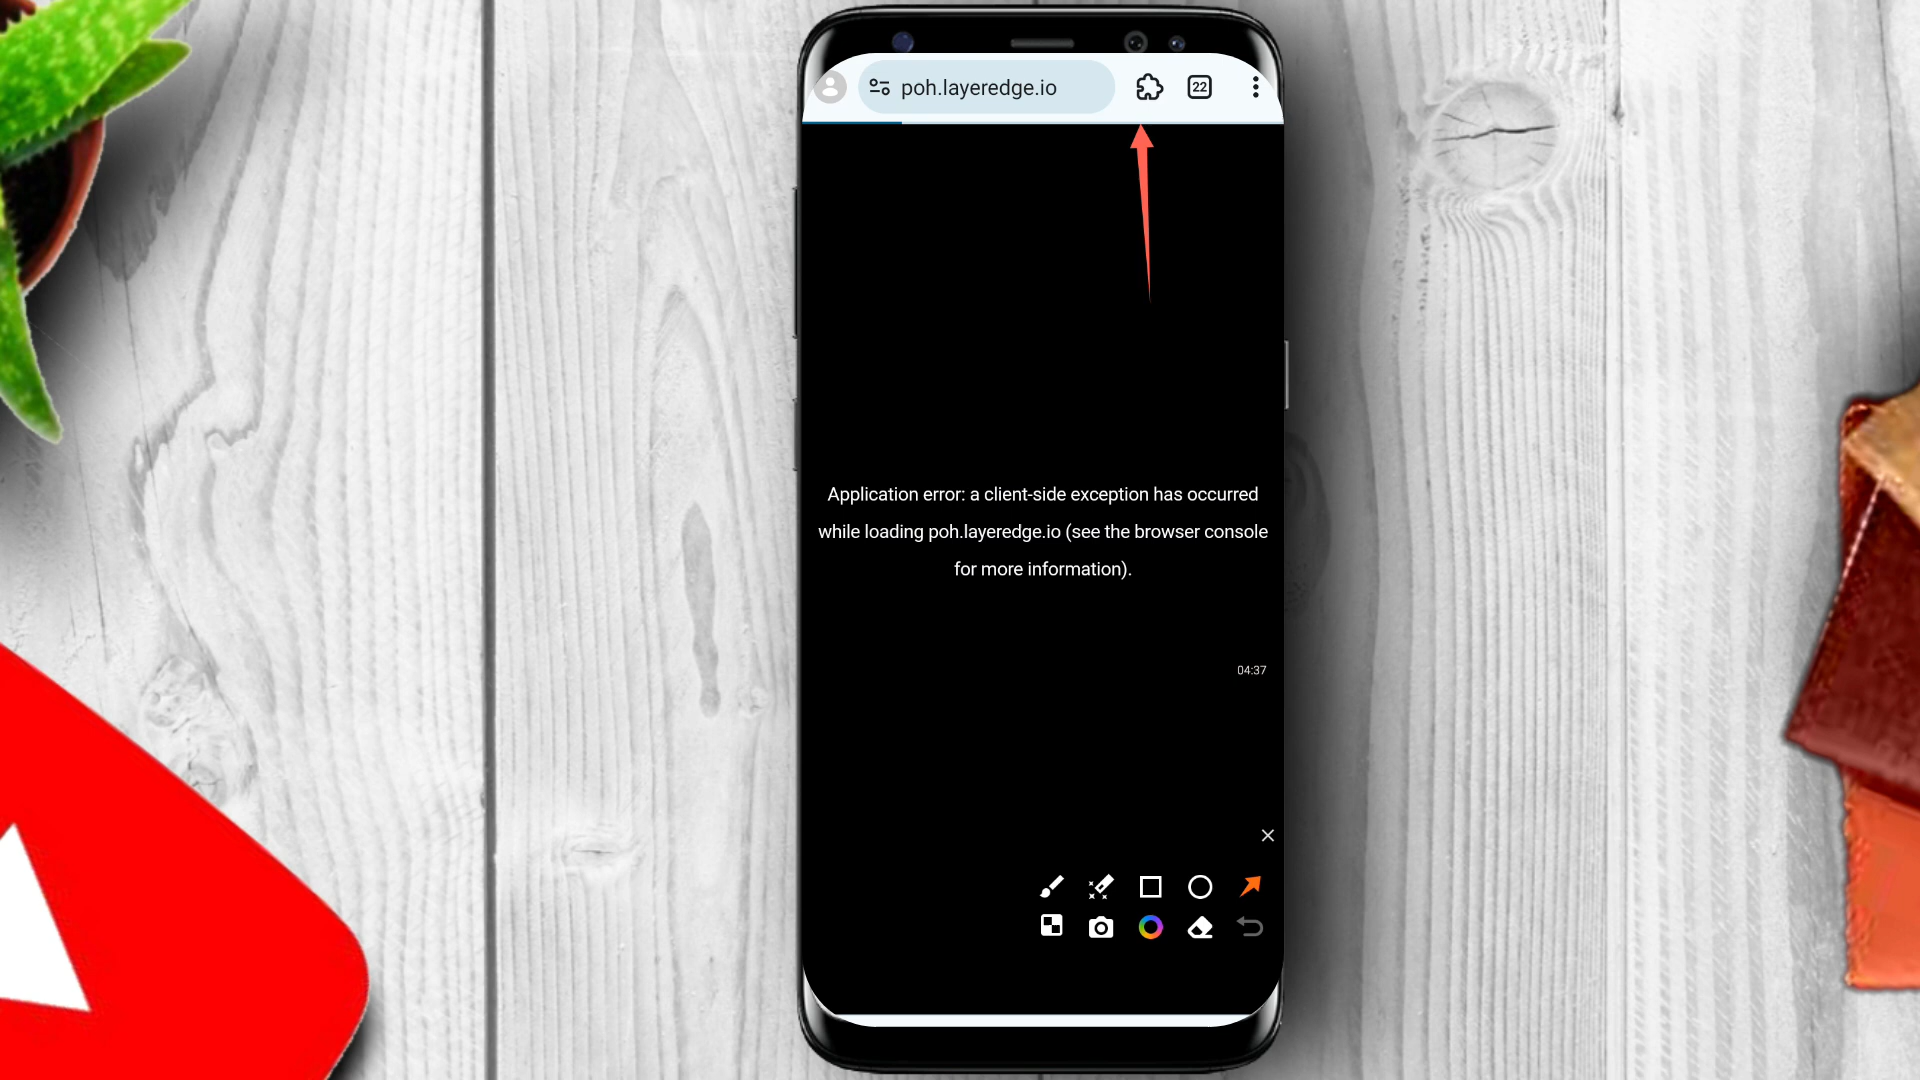 poh.layeredge.io
22
Application error: a client-side exception has occurred
while loading poh.layeredge.io (see the browser console
for more information).
04:37